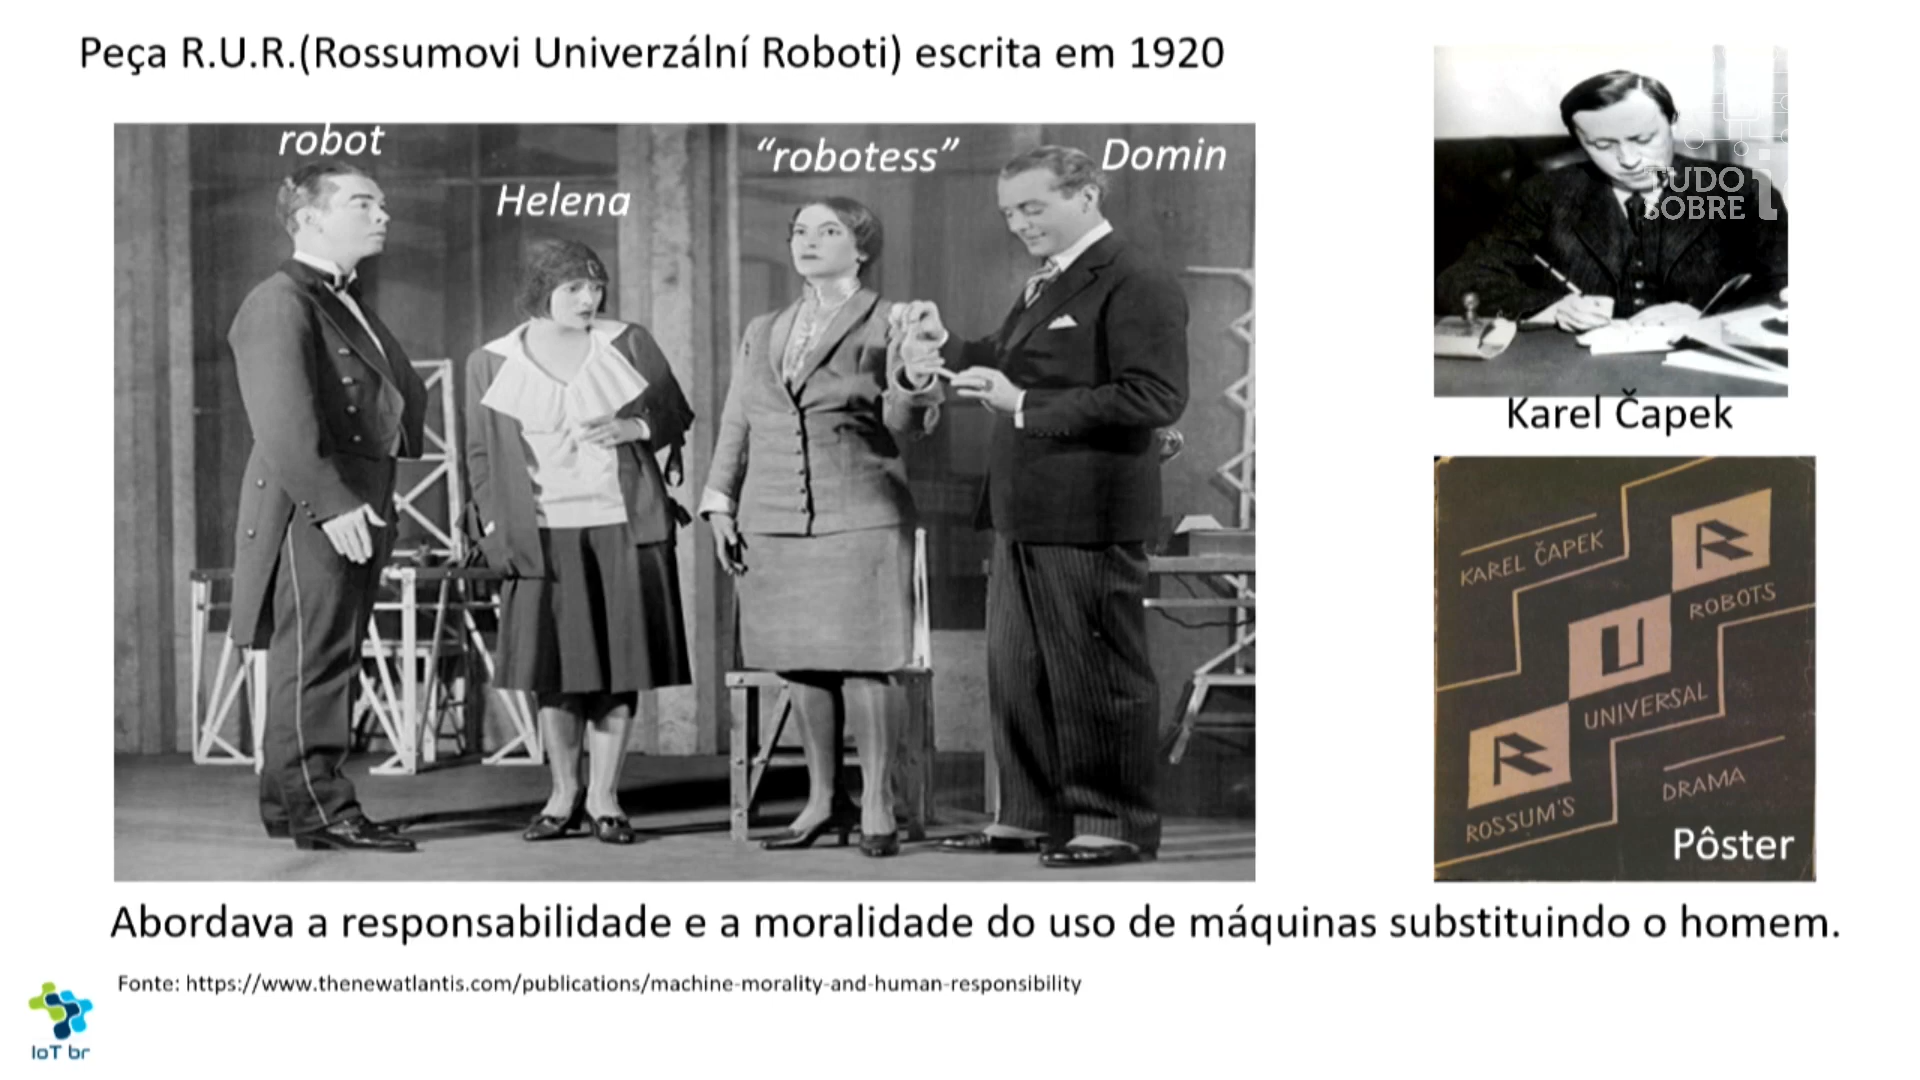 Peça R.U.R.(Rossumovi Univerzální Roboti) escrita em 1920
robot
Helena
“robotess”
Domin
TUDO
SOBRE
Karel Čapek
KAREL ČAPEK
R
ROBOTS
U
UNIVERSAL
R
ROSSUM'S
DRAMA
Pôster
Abordava a responsabilidade e a moralidade do uso de máquinas substituindo o homem.
Fonte: https://www.thenewatlantis.com/publications/machine-morality-and-human-responsibility
IoT br